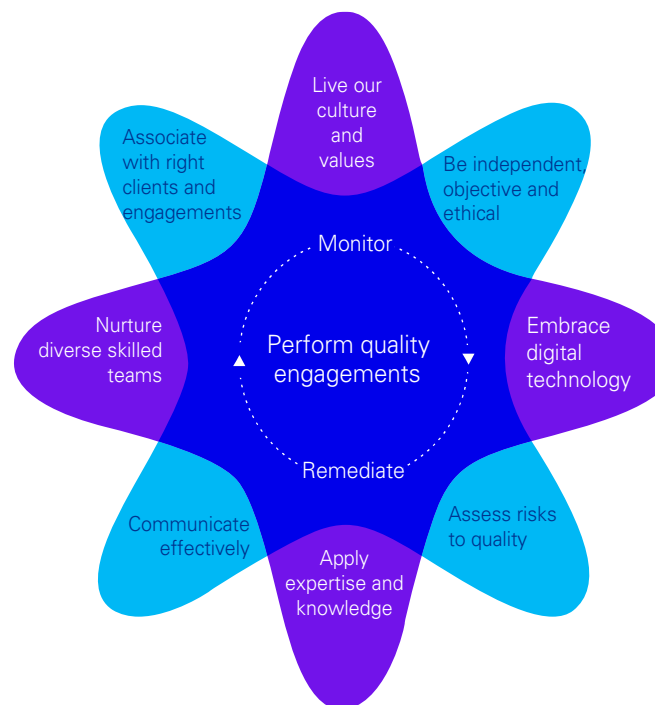 Live our
culture
and
values
Be independent,
objective and
ethical
Embrace
digital
technology
Assess risks
to quality
Apply
expertise and
knowledge
Communicate
effectively
Nurture
diverse skilled
teams
Associate
with right
clients and
engagements
Monitor
Perform quality
engagements
Remediate